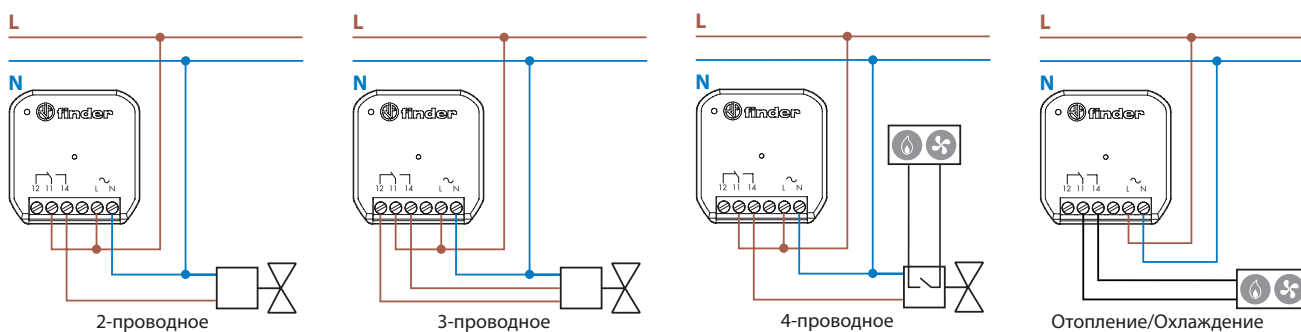 L
N
finder
12 11 14 L N
2-проводное
L
N
finder
12 11 14 L N
3-проводное
L
N
finder
12 11 14 L N
4-проводное
L
N
finder
12 11 14 L N
Отопление/Охлаждение